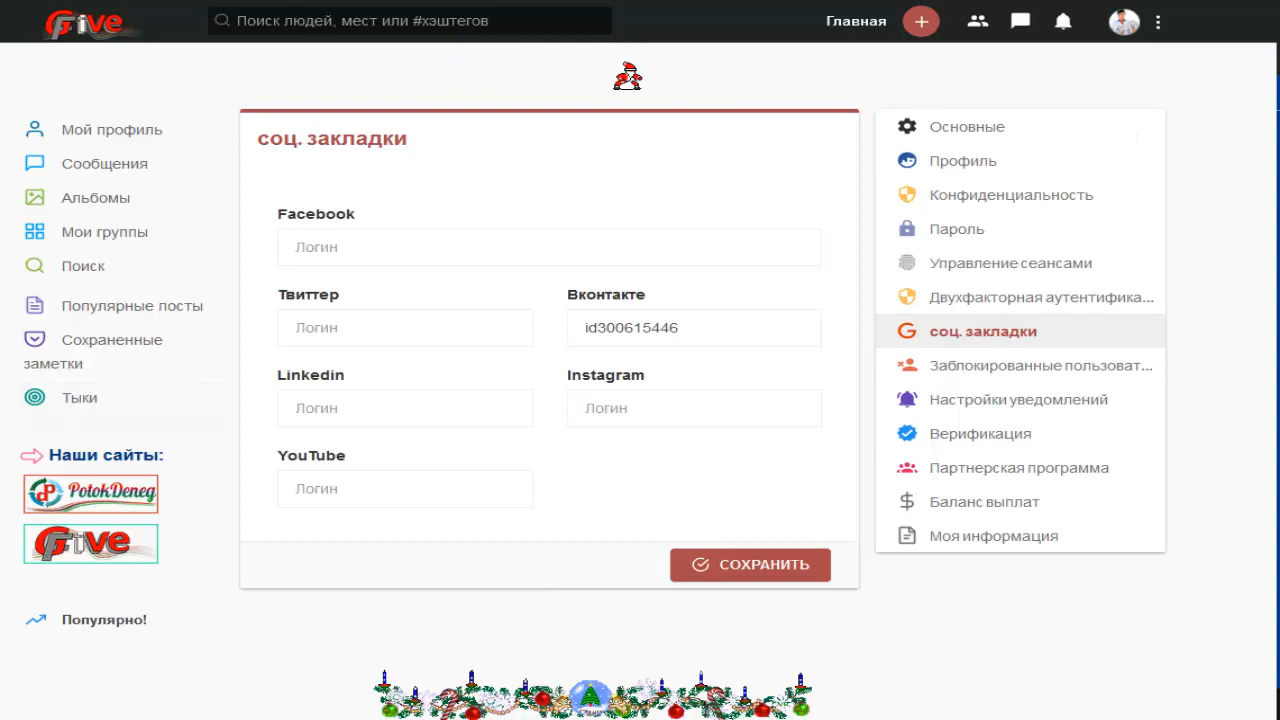 GFive
Поиск людей, мест или #хэштегов
Главная
Мой профиль
Сообщения
Альбомы
Мои группы
Поиск
Популярные посты
Сохраненные
заметки
Тыки
Наши сайты:
PotokDeneg
GFive
Популярно!
соц. закладки
Facebook
Логин
Твиттер
Вконтакте
Логин
id300615446
Linkedin
Instagram
Логин
Логин
YouTube
Логин
СОХРАНИТЬ
Основные
Профиль
Конфиденциальность
Пароль
Управление сеансами
Двухфакторная аутентифика...
соц. закладки
Заблокированные пользоват...
Настройки уведомлений
Верификация
Партнерская программа
Баланс выплат
Моя информация